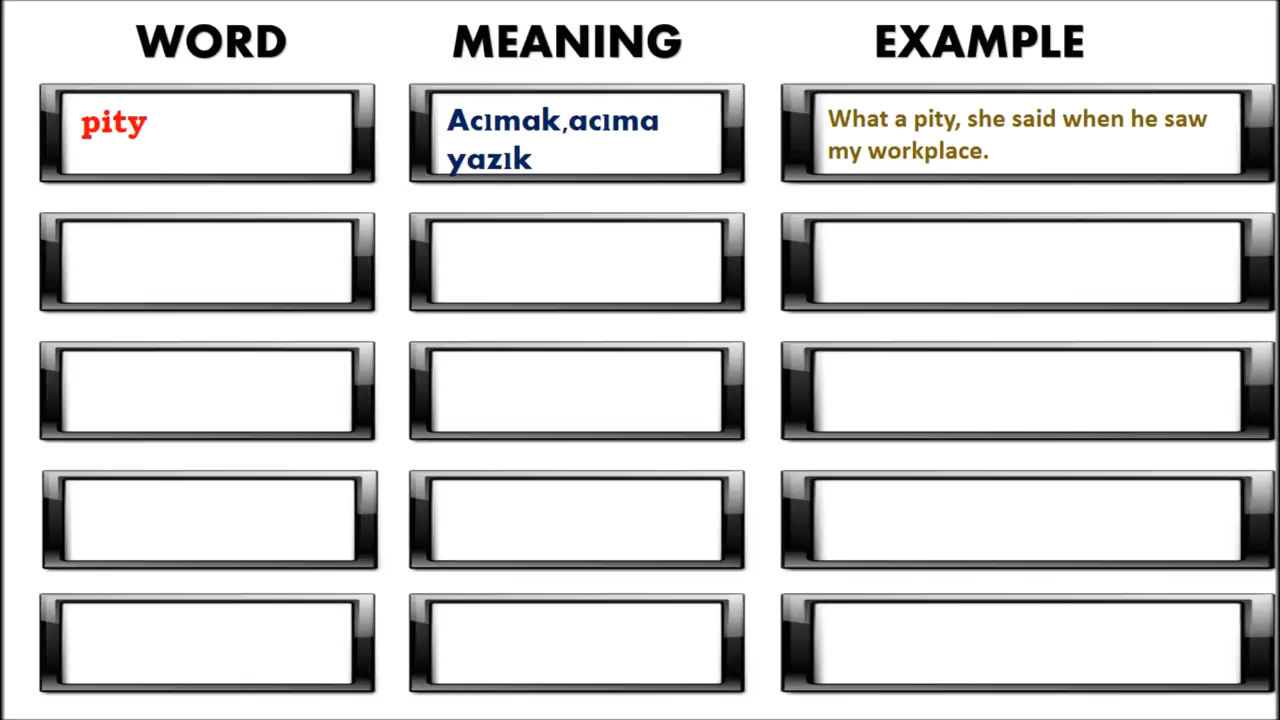 WORD MEANING EXAMPLE
pity
Acımak,acıma
yazık
What a pity, she said when he saw
my workplace.